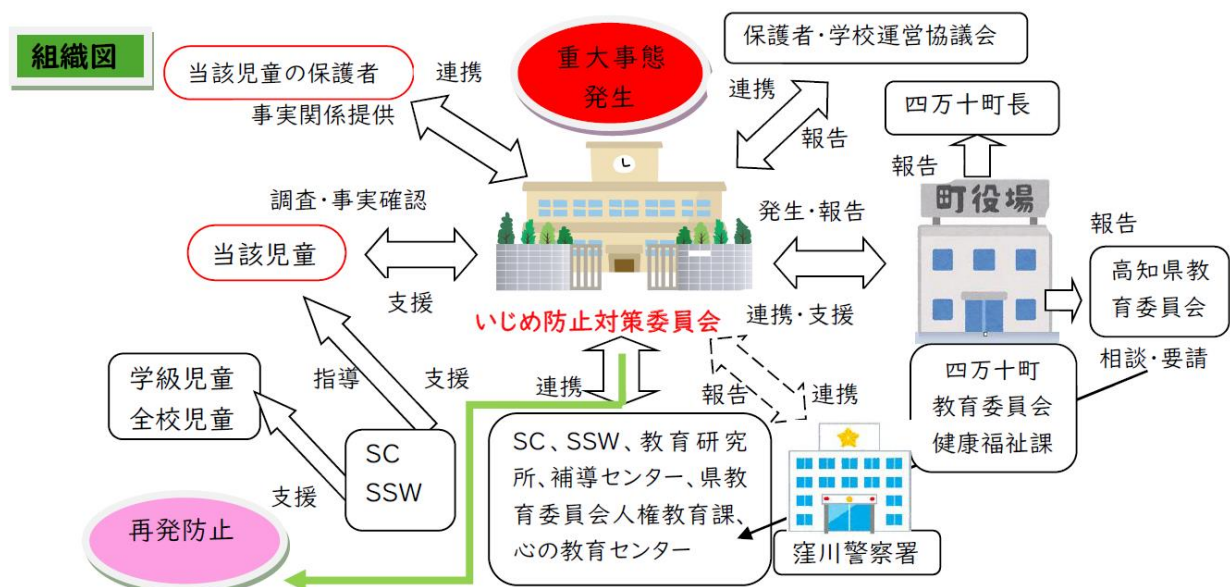 組織図
重大事態
発生
保護者・学校運営協議会
当該児童の保護者
連携
事実関係提供
連携
報告
四万十町長
報告
町役場
調査・事実確認
当該児童
支援
発生・報告
連携・支援
報告
高知県教
育委員会
相談・要請
いじめ防止対策委員会
学級児童
全校児童
指導
支援
連携
報告
連携
四万十町
教育委員会
健康福祉課
SC
SSW
支援
SC、SSW、教育研究
所、補導センター、県教
育委員会人権教育課、
心の教育センター
再発防止
窪川警察署